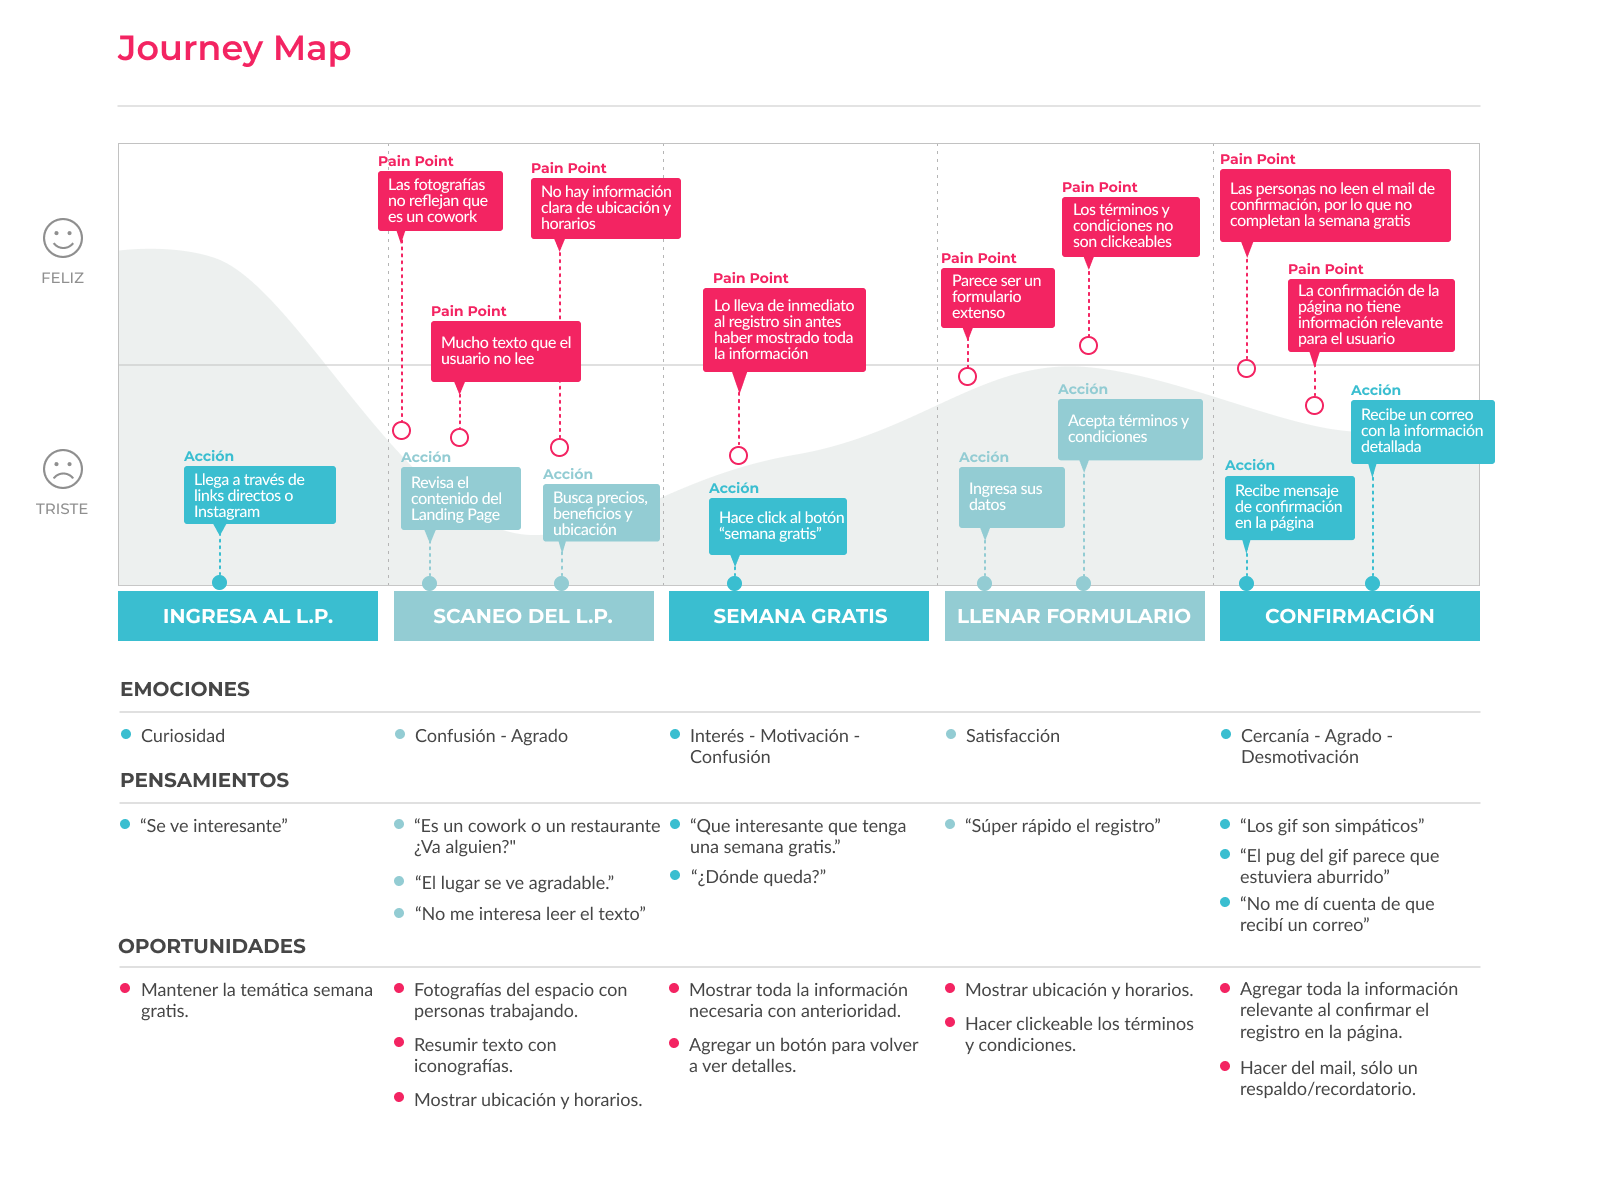 Journey Map
FELIZ
TRISTE
Pain Point
Las fotografías
no reflejan que
es un cowork
Pain Point
No hay información
clara de ubicación y
horarios
Pain Point
Mucho texto que el
usuario no lee
Pain Point
Lo lleva de inmediato
al registro sin antes
haber mostrado toda
la información
Pain Point
Parece ser un
formulario
extenso
Pain Point
Los términos y
condiciones no
son clickeables
Pain Point
Las personas no leen el mail de
confirmación, por lo que no
completan la semana gratis
Pain Point
La confirmación de la
página no tiene
información relevante
para el usuario
Acción
Llega a través de
links directos o
Instagram
Acción
Revisa el
contenido del
Landing Page
Acción
Busca precios,
beneficios y
ubicación
Acción
Hace click al botón
“semana gratis”
Acción
Ingresa sus
datos
Acción
Acepta términos y
condiciones
Acción
Recibe mensaje
de confirmación
en la página
Acción
Recibe un correo
con la información
detallada
INGRESA AL L.P.
SCANEO DEL L.P.
SEMANA GRATIS
LLENAR FORMULARIO
CONFIRMACIÓN
EMOCIONES
Curiosidad
Confusión - Agrado
Interés - Motivación -
Confusión
Satisfacción
Cercanía - Agrado -
Desmotivación
PENSAMIENTOS
“Se ve interesante”
“Es un cowork o un restaurante
¿Va alguien?"
“El lugar se ve agradable.”
“No me interesa leer el texto”
“Que interesante que tenga
una semana gratis.”
“¿Dónde queda?”
“Súper rápido el registro”
“Los gif son simpáticos”
“El pug del gif parece que
estuviera aburrido”
“No me dí cuenta de que
recibí un correo”
OPORTUNIDADES
Mantener la temática semana
gratis.
Fotografías del espacio con
personas trabajando.
Resumir texto con
iconografías.
Mostrar ubicación y horarios.
Mostrar toda la información
necesaria con anterioridad.
Agregar un botón para volver
a ver detalles.
Mostrar ubicación y horarios.
Hacer clickeable los términos
y condiciones.
Agregar toda la información
relevante al confirmar el
registro en la página.
Hacer del mail, sólo un
respaldo/recordatorio.